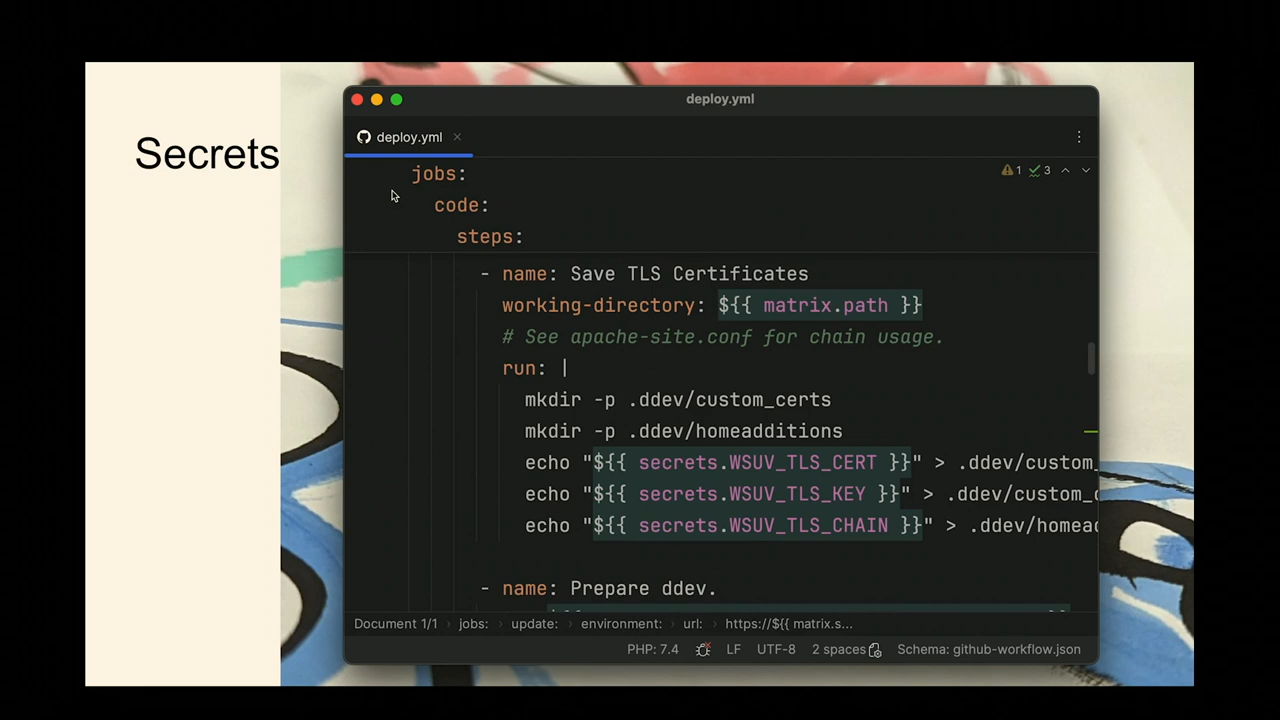 Secrets
deploy.yml
deploy.yml
1 3
jobs:
code:
steps:
- name: Save TLS Certificates
working-directory: ${{ matrix.path }}
# See apache-site.conf for chain usage.
run: |
mkdir -p .ddev/custom_certs
mkdir -p .ddev/homeadditions
echo "${{ secrets.WSUV_TLS_CERT }}" > .ddev/custom_
echo "${{ secrets.WSUV_TLS_KEY }}" > .ddev/custom_c
echo "${{ secrets.WSUV_TLS_CHAIN }}" > .ddev/homead
- name: Prepare ddev.
Document 1/1 › jobs: › update: › environment: › url: › https://${{ matrix.s...
PHP: 7.4 LF UTF-8 2 spaces Schema: github-workflow.json